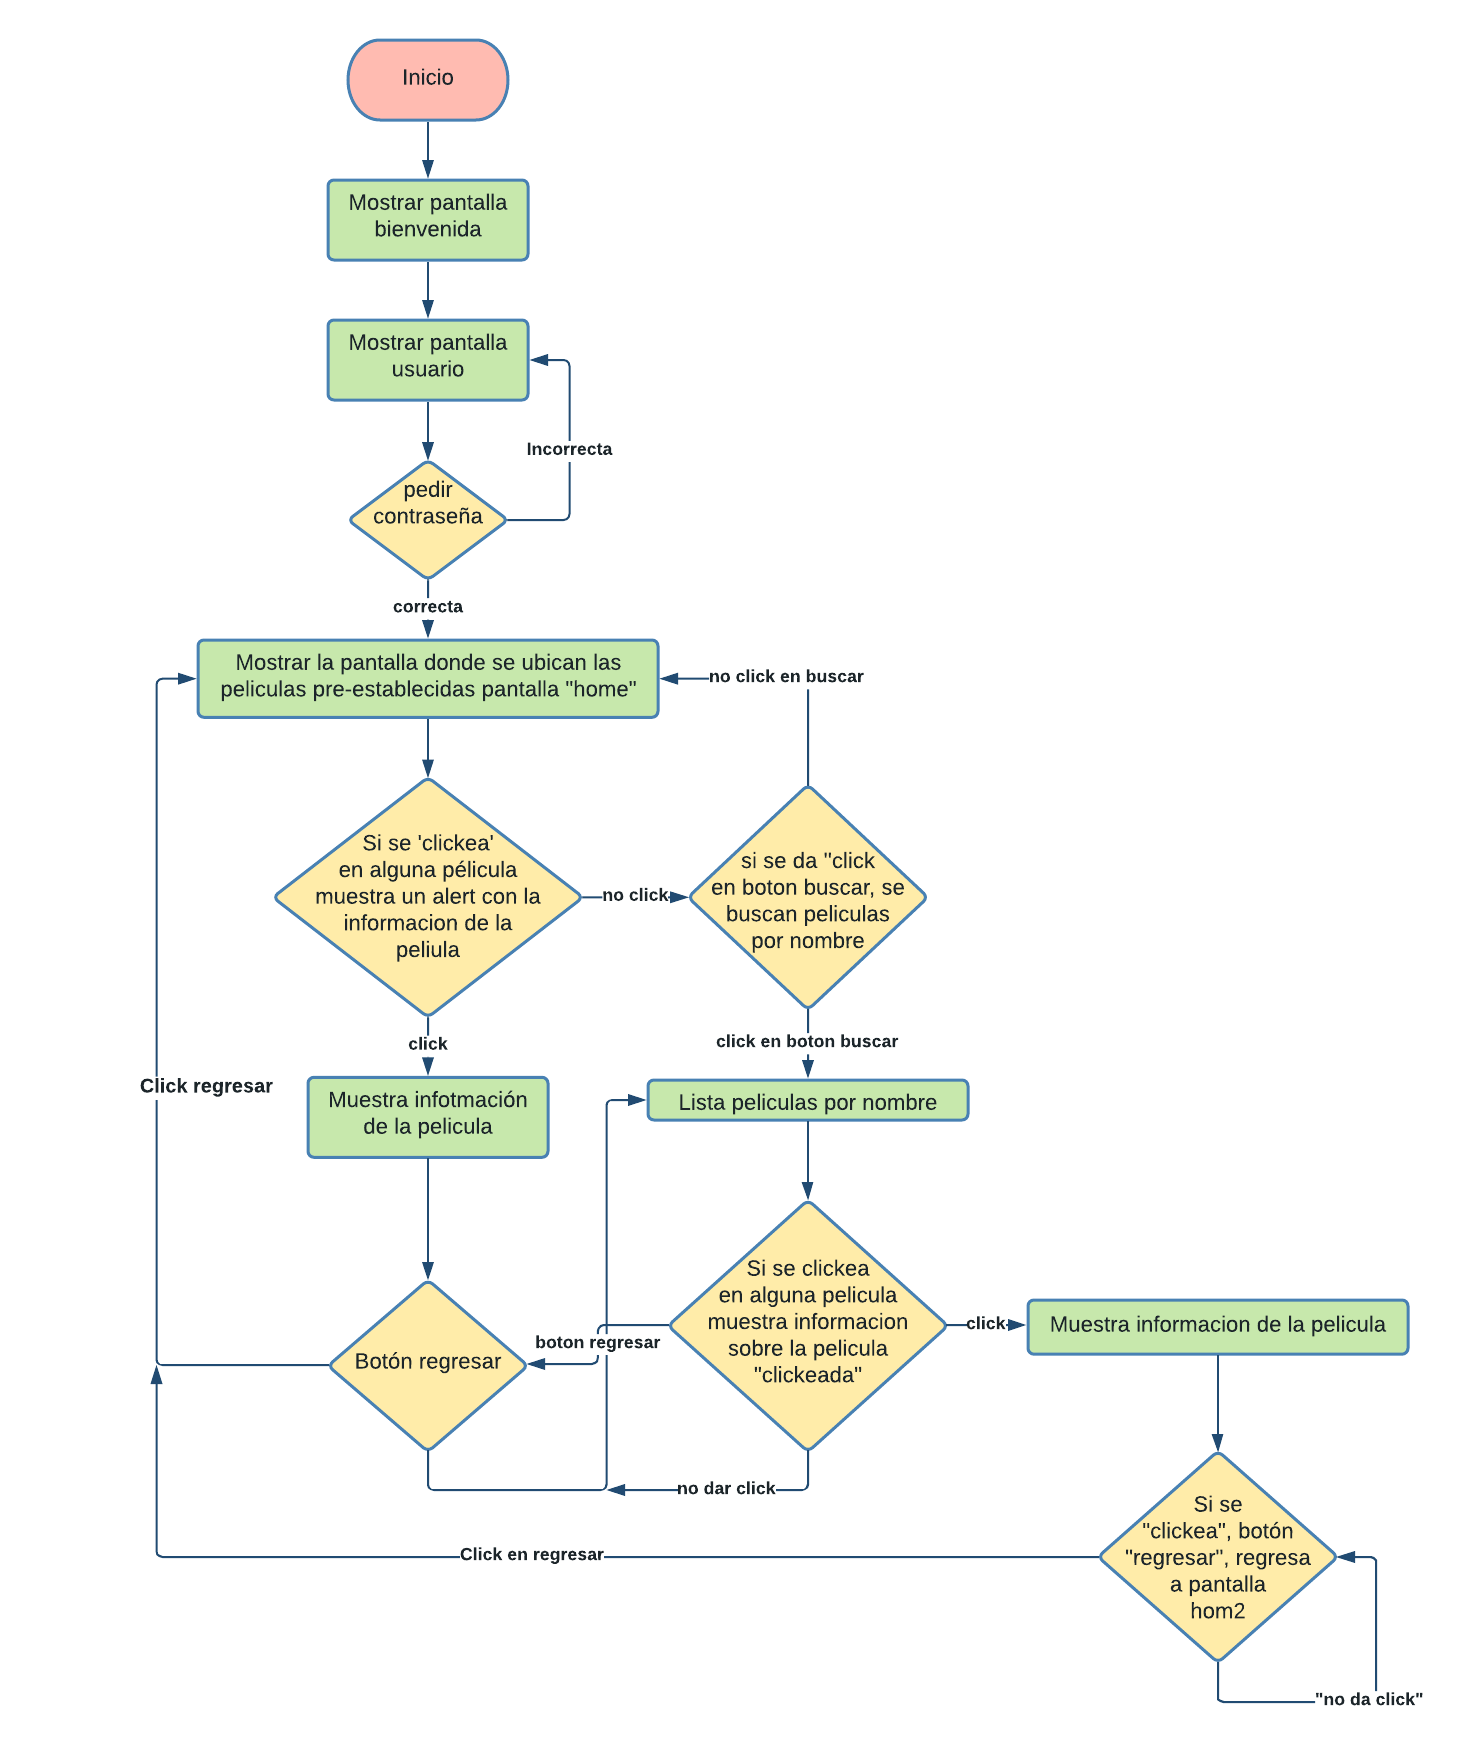 Inicio
Mostrar pantalla
bienvenida
Mostrar pantalla
usuario
Incorrecta
pedir
contraseña
correcta
Mostrar la pantalla donde se ubican las
peliculas pre-establecidas pantalla "home"
no click en buscar
Si se 'clickea'
en alguna pélicula
muestra un alert con la
informacion de la
peliula
no click
si se da "click
en boton buscar, se
buscan peliculas
por nombre
click
click en boton buscar
Click regresar
Muestra infotmación
de la pelicula
Lista peliculas por nombre
Si se clickea
en alguna pelicula
muestra informacion
sobre la pelicula
"clickeada"
click
Muestra informacion de la pelicula
boton regresar
Botón regresar
no dar click
Si se
"clickea", botón
"regresar", regresa
a pantalla
hom2
Click en regresar
"no da click"